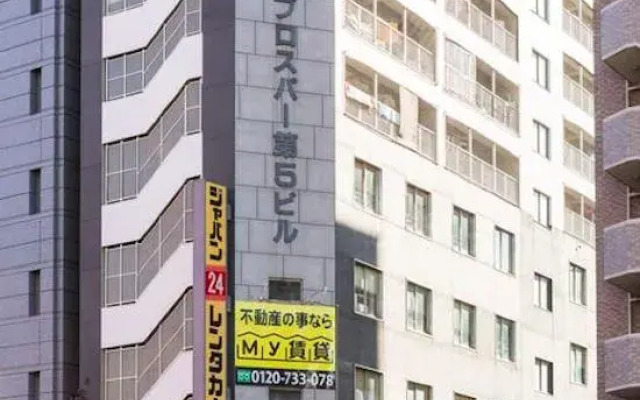 プロスパー第5ビル
ジャパン
24
レンタカ
不動産の事なら
My賃貸
0120-733-078